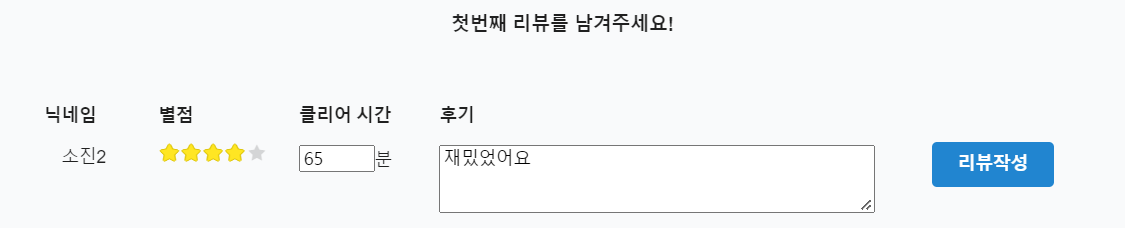 첫번째 리뷰를 남겨주세요!
닉네임 별점 클리어 시간 후기
소진2 65 분 재밌었어요 리뷰작성